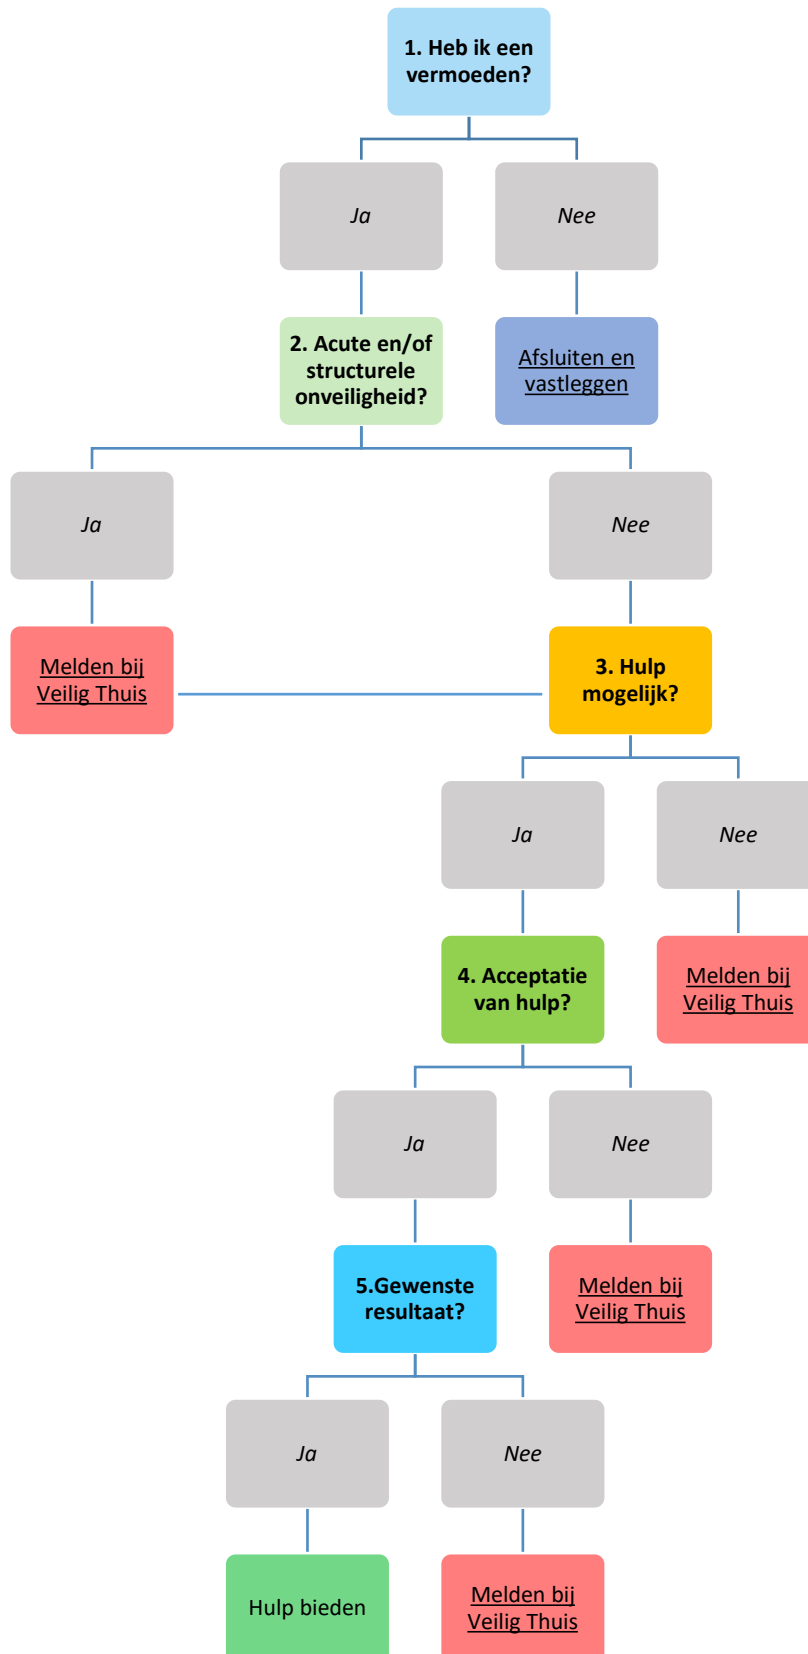 1. Heb ik een
vermoeden?
Ja
Nee
2. Acute en/of
structurele
onveiligheid?
Afsluiten en
vastleggen
Ja
Nee
Melden bij
Veilig Thuis
3. Hulp
mogelijk?
Ja
Nee
4. Acceptatie
van hulp?
Melden bij
Veilig Thuis
Ja
Nee
5.Gewenste
resultaat?
Melden bij
Veilig Thuis
Ja
Nee
Hulp bieden
Melden bij
Veilig Thuis